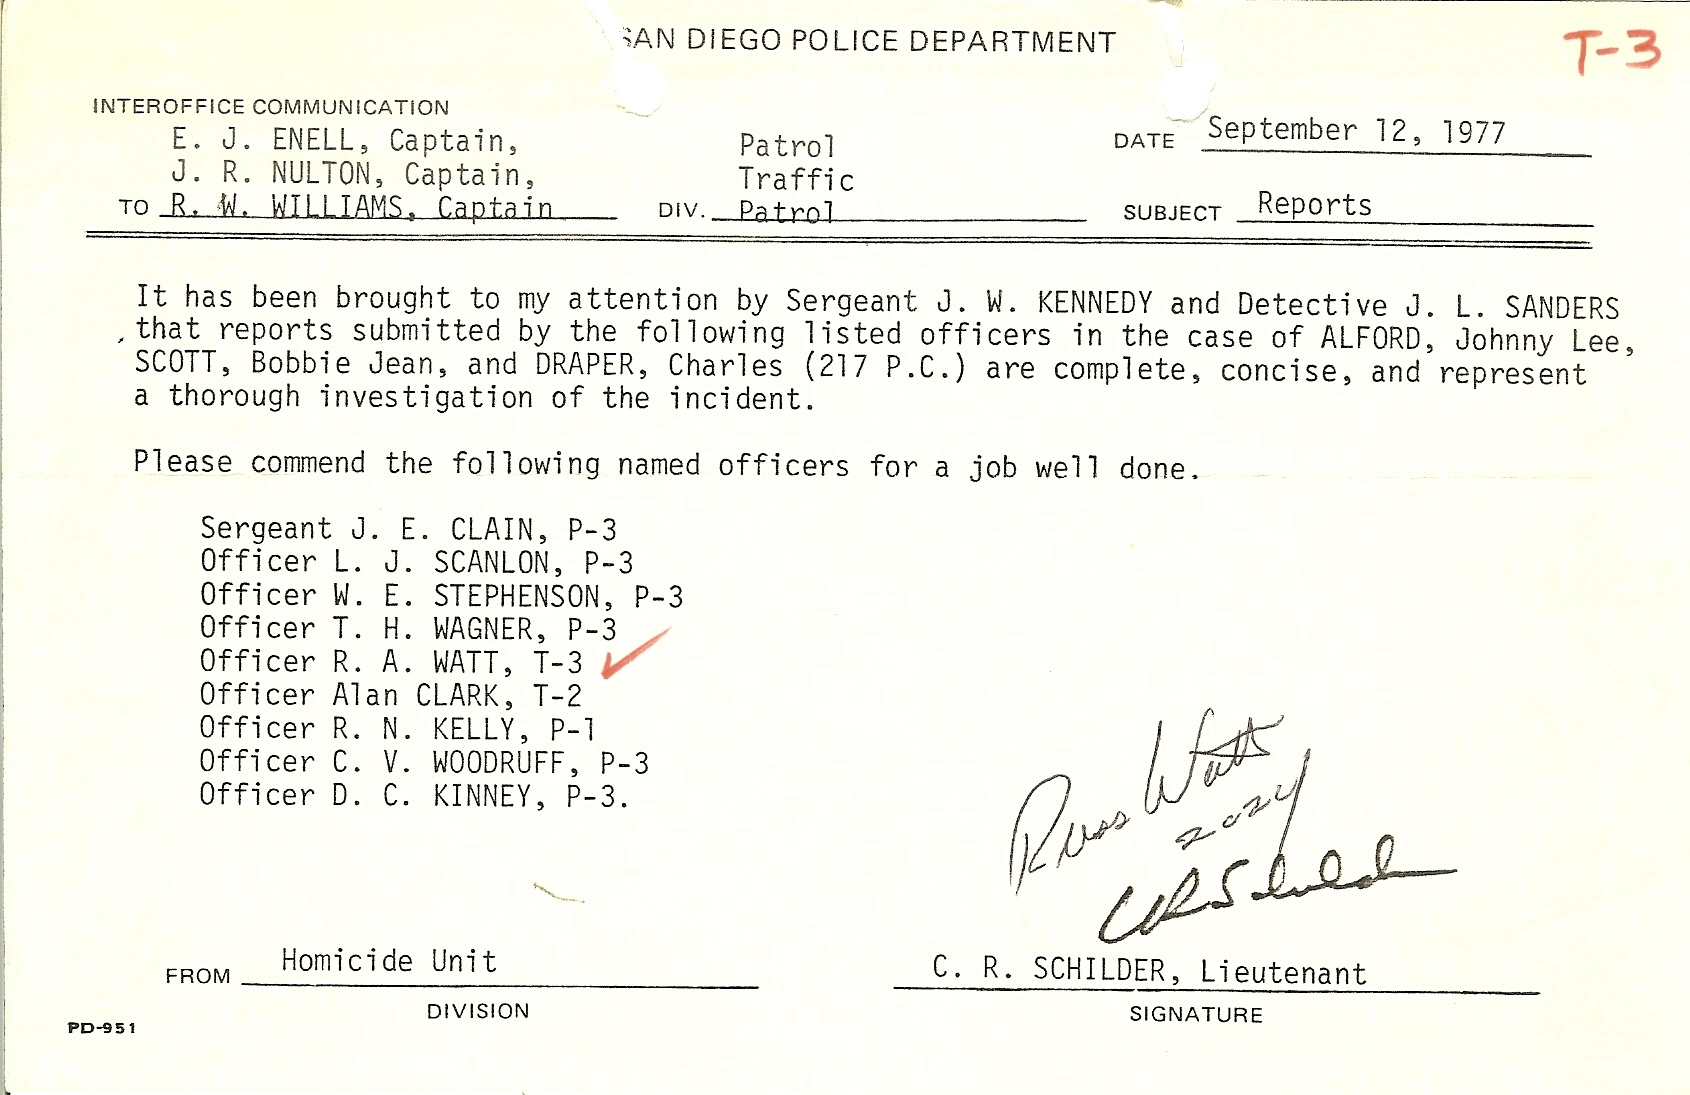 SAN DIEGO POLICE DEPARTMENT
T-3
INTEROFFICE COMMUNICATION
E. J. ENELL, Captain, Patrol
DATE September 12, 1977
J. R. NULTON, Captain, Traffic
TO R. W. WILLIAMS, Captain DIV. Patrol
SUBJECT Reports
It has been brought to my attention by Sergeant J. W. KENNEDY and Detective J. L. SANDERS
that reports submitted by the following listed officers in the case of ALFORD, Johnny Lee,
SCOTT, Bobbie Jean, and DRAPER, Charles (217 P.C.) are complete, concise, and represent
a thorough investigation of the incident.
Please commend the following named officers for a job well done.
Sergeant J. E. CLAIN, P-3
Officer L. J. SCANLON, P-3
Officer W. E. STEPHENSON, P-3
Officer T. H. WAGNER, P-3
Officer R. A. WATT, T-3
Officer Alan CLARK, T-2
Officer R. N. KELLY, P-1
Officer C. V. WOODRUFF, P-3
Officer D. C. KINNEY, P-3.
Russ Watt
2024
CR Schilder
FROM Homicide Unit
DIVISION
C. R. SCHILDER, Lieutenant
SIGNATURE
PD-951